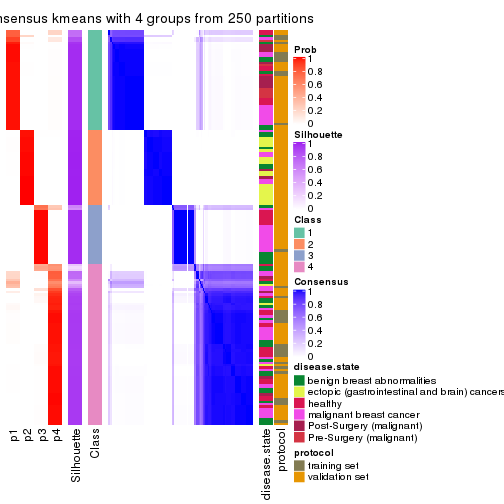 nsensus kmeans with 4 groups from 250 partitions
Prob
1
0.8
0.6
0.4
0.2
0
Silhouette
1
0.8
0.6
0.4
0.2
0
Class
1
2
3
4
Consensus
1
0.8
0.6
0.4
0.2
0
disease.state
benign breast abnormalities
ectopic (gastrointestinal and brain) cancers
healthy
malignant breast cancer
Post-Surgery (malignant)
Pre-Surgery (malignant)
protocol
training set
validation set
p1
p2
p3
p4
Silhouette
Class
disease.state
protocol